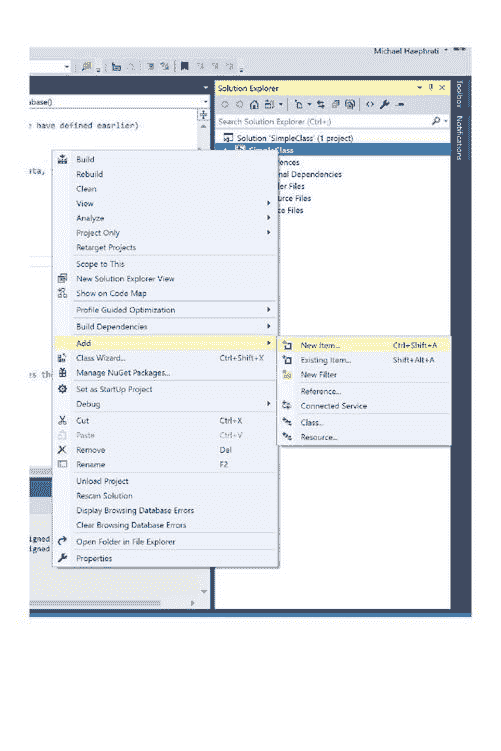 Michael Haephrati
Solution Explorer
Toolbox
Notifications
abase()
Search Solution Explorer (Ctrl+;)
e have defined easrlier)
Solution 'SimpleClass' (1 project)
SimpleClass
ences
nal Dependencies
der Files
urce Files
ce Files
ata,
es th
igned
igned
Build
Rebuild
Clean
View
Analyze
Project Only
Retarget Projects
Scope to This
New Solution Explorer View
Show on Code Map
Profile Guided Optimization
Build Dependencies
Add
Class Wizard... Ctrl+Shift+X
Manage NuGet Packages...
Set as StartUp Project
Debug
Cut Ctrl+X
Paste Ctrl+V
Remove Del
Rename F2
Unload Project
Rescan Solution
Display Browsing Database Errors
Clear Browsing Database Errors
Open Folder in File Explorer
Properties
New Item... Ctrl+Shift+A
Existing Item... Shift+Alt+A
New Filter
Reference...
Connected Service
Class...
Resource...